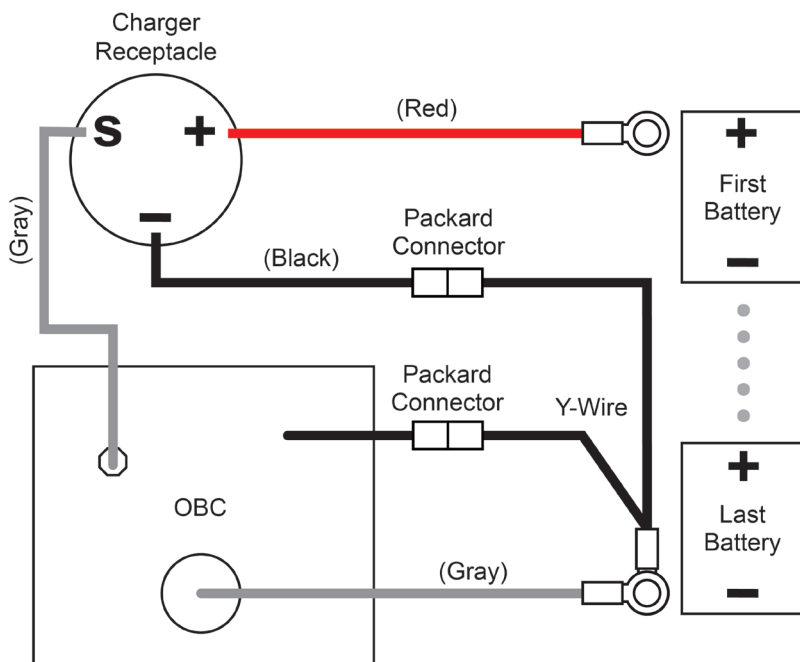 Charger
Receptacle
S
+
(Red)
+
First
Battery
(Gray)
−
Packard
Connector
(Black)
−
Packard
Connector
Y-Wire
+
OBC
Last
Battery
(Gray)
−